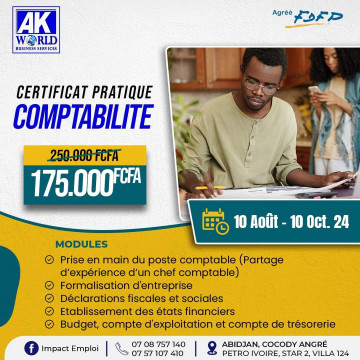 AK
WORLD
BUSINESS SERVICES
Agréé FDFP
CERTIFICAT PRATIQUE
COMPTABILITE
250.000 FCFA
175.000 FCFA
10 Août - 10 Oct. 24
MODULES
Prise en main du poste comptable (Partage
d'expérience d'un chef comptable)
Formalisation d'entreprise
Déclarations fiscales et sociales
Etablissement des états financiers
Budget, compte d'exploitation et compte de trésorerie
Impact Emploi
07 08 757 140
07 57 107 410
ABIDJAN, COCODY ANGRÉ
PETRO IVOIRE, STAR 2, VILLA 124